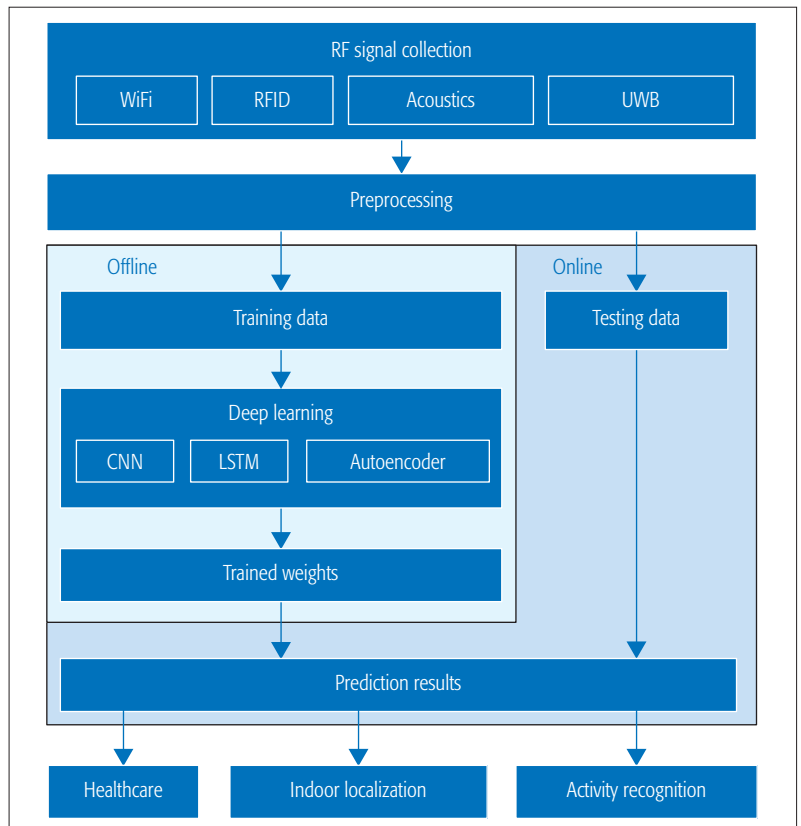 RF signal collection
WiFi RFID Acoustics UWB
Preprocessing
Offline Online
Training data Testing data
Deep learning
CNN LSTM Autoencoder
Trained weights
Prediction results
Healthcare Indoor localization Activity recognition